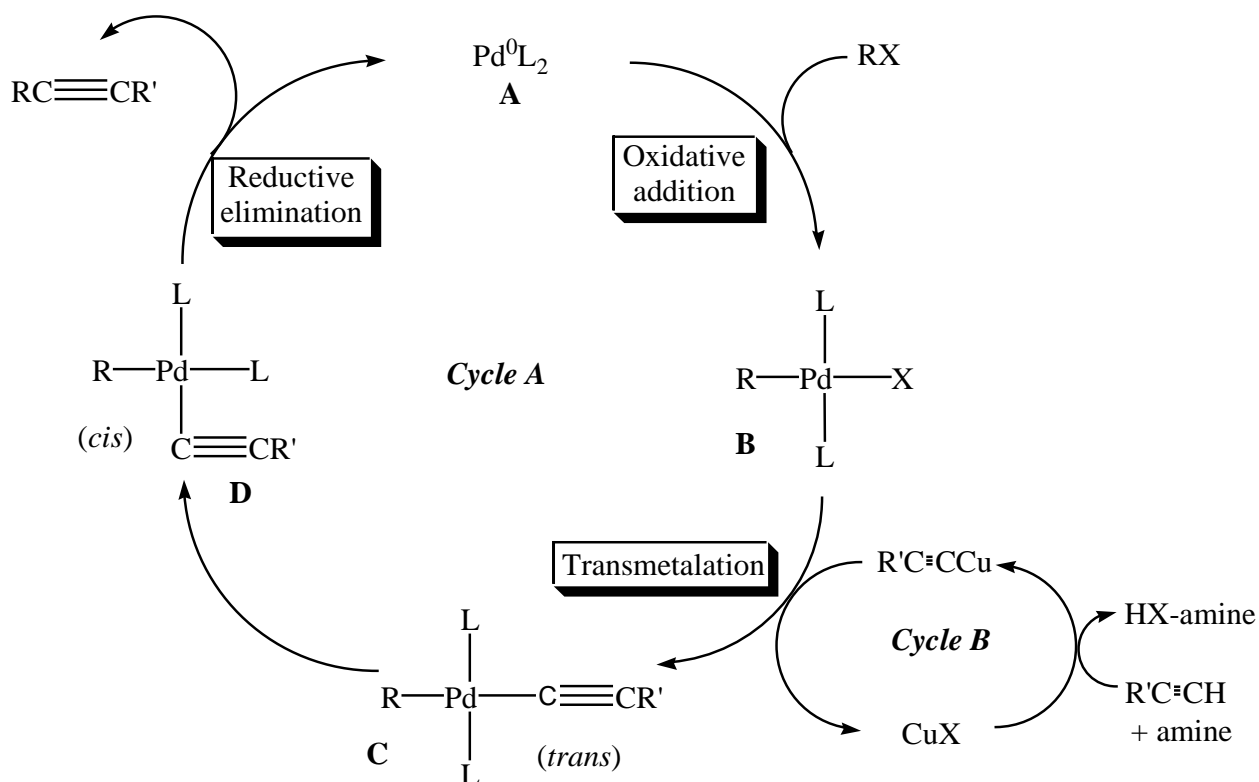 RC≡CR'
Pd⁰L₂
A
RX
Oxidative
addition
Reductive
elimination
L
R Pd L
(cis) C≡CR'
D
Cycle A
L
R Pd X
B
L
Transmetalation
R'C≡CCu
HX-amine
Cycle B
R'C≡CH
+ amine
CuX
L
R Pd C≡CR'
C
L
(trans)